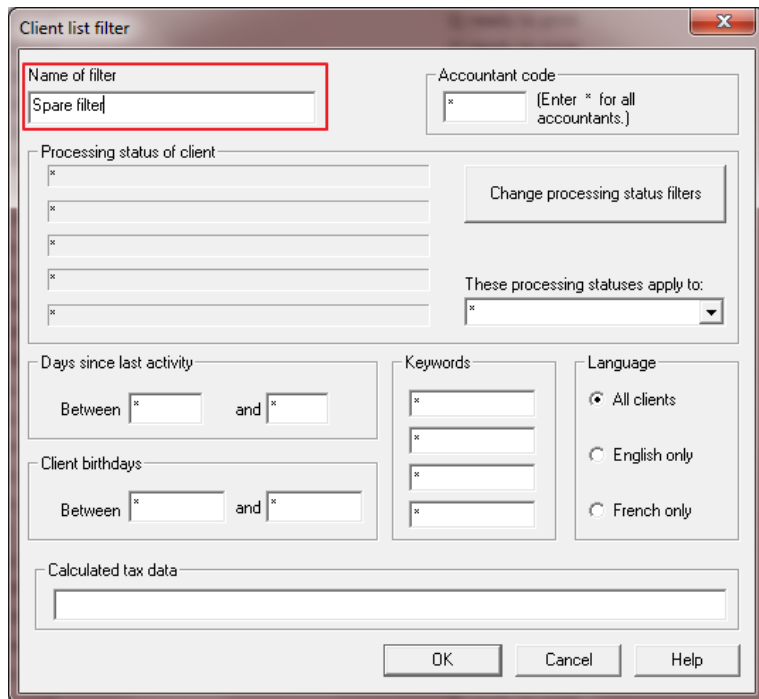 Client list filter
Name of filter
Spare filter
Accountant code
* (Enter * for all
accountants.)
Processing status of client
*
*
*
*
*
Change processing status filters
These processing statuses apply to:
*
Days since last activity
Between * and *
Client birthdays
Between * and *
Keywords
*
*
*
*
Language
All clients
English only
French only
Calculated tax data
OK Cancel Help